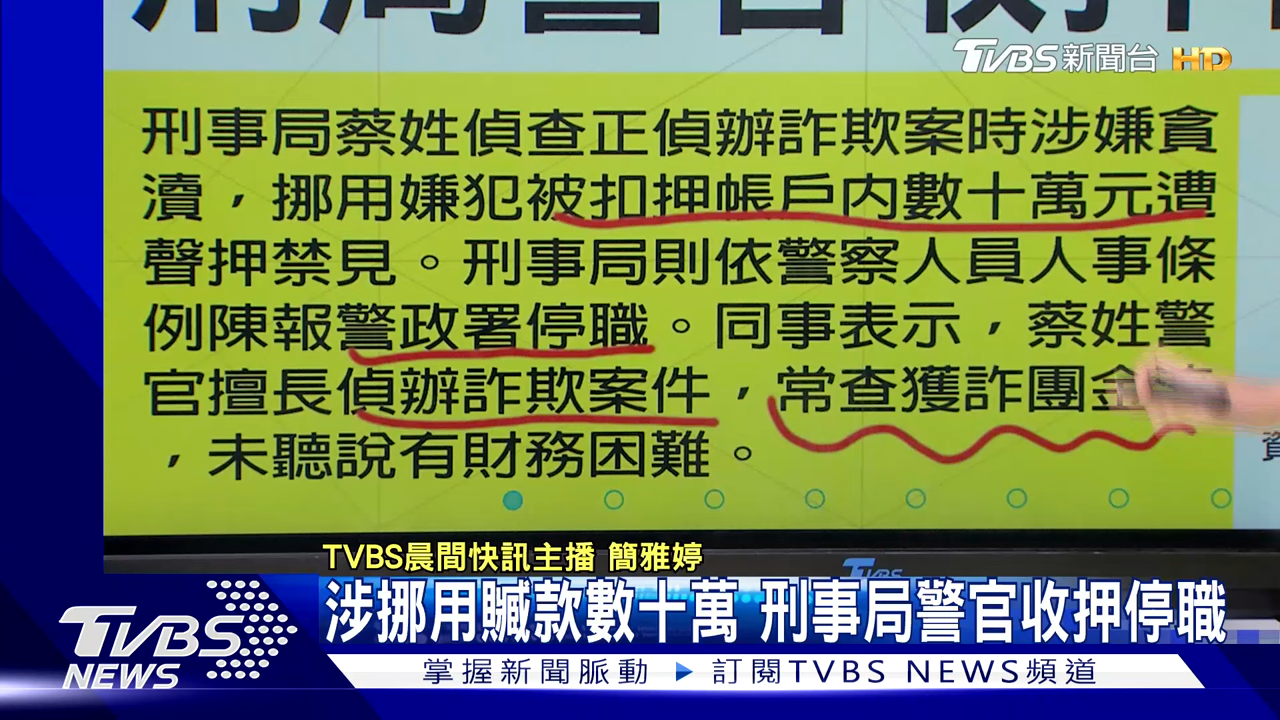 TVBS新聞台 HD
刑事局蔡姓偵查正偵辦詐欺案時涉嫌貪
瀆，挪用嫌犯被扣押帳戶內數十萬元遭
聲押禁見。刑事局則依警察人員人事條
例陳報警政署停職。同事表示，蔡姓警
官擅長偵辦詐欺案件，常查獲詐團金
，未聽說有財務困難。
TVBS
TVBS晨間快訊主播 簡雅婷
涉挪用贓款數十萬 刑事局警官收押停職
TVBS NEWS
掌握新聞脈動 ▶ 訂閱TVBS NEWS頻道